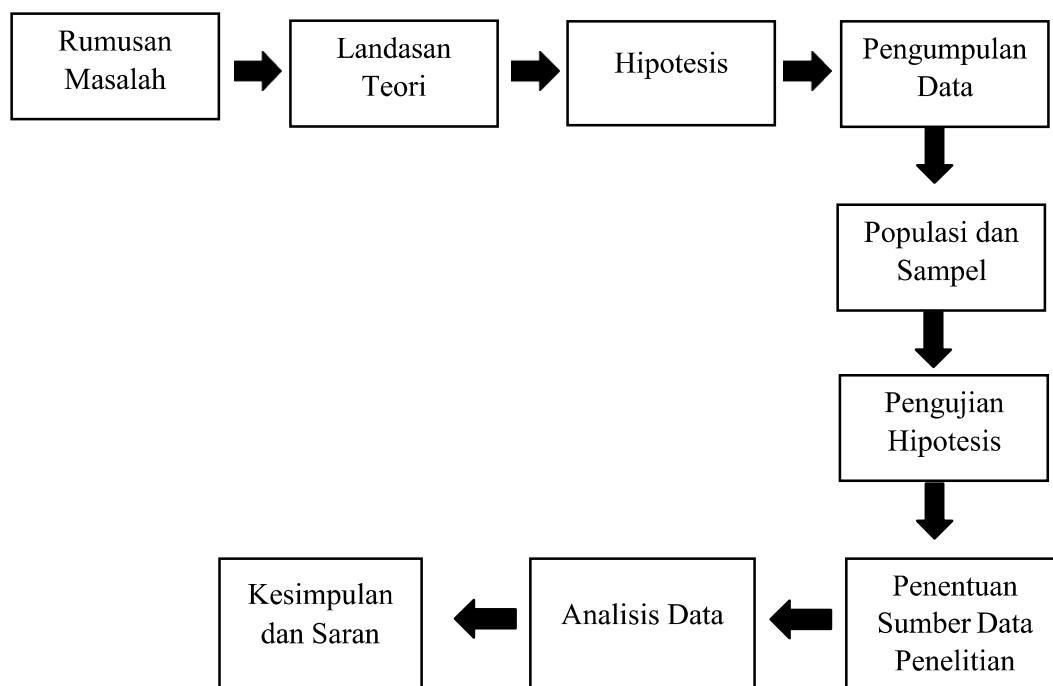 Rumusan
Masalah
Landasan
Teori
Hipotesis
Pengumpulan
Data
Populasi dan
Sampel
Pengujian
Hipotesis
Penentuan
Sumber Data
Penelitian
Analisis Data
Kesimpulan
dan Saran